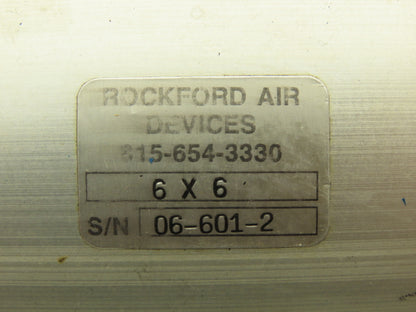 ROCKFORD AIR
DEVICES
815-654-3330
6 X 6
S/N 06-601-2